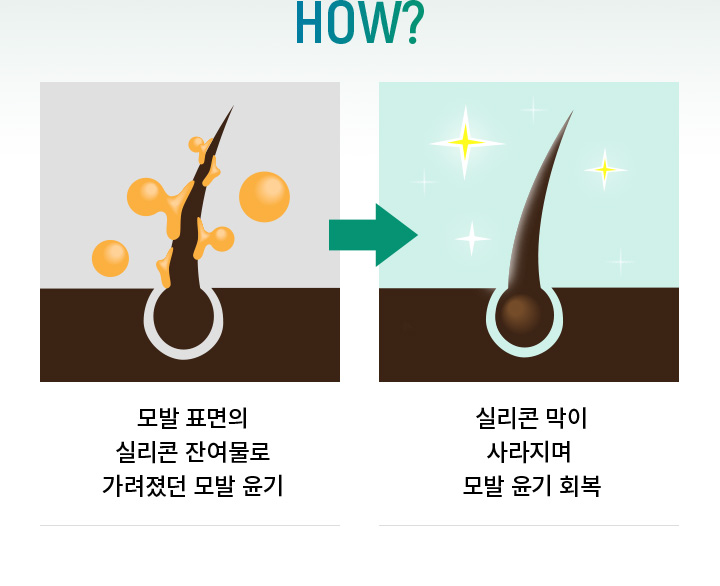 HOW?
모발 표면의
실리콘 잔여물로
가려졌던 모발 윤기
실리콘 막이
사라지며
모발 윤기 회복